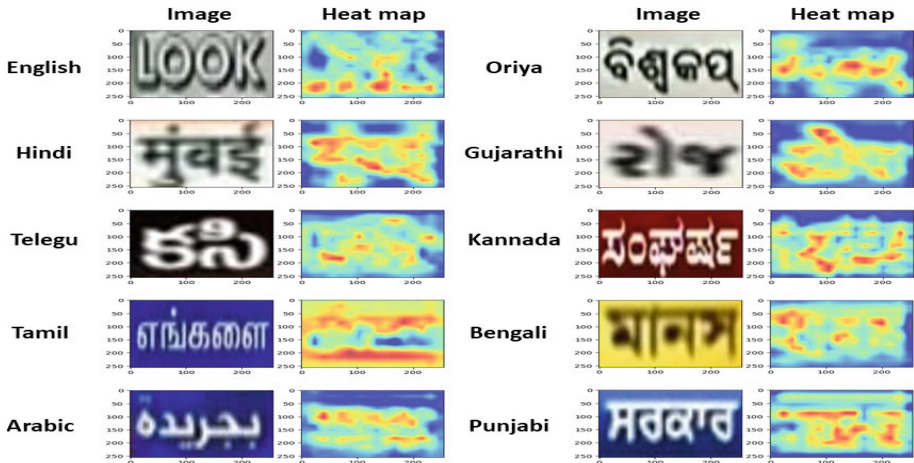 Image Heat map Image Heat map
English LOOK Oriya ବିଶ୍ୱକପ୍
Hindi मुंबई Gujarathi રોજ
Telegu కసి Kannada ಸಂಘರ್ಷ
Tamil எங்களை Bengali মানস
Arabic بجريدة Punjabi ਸਰਕਾਰ